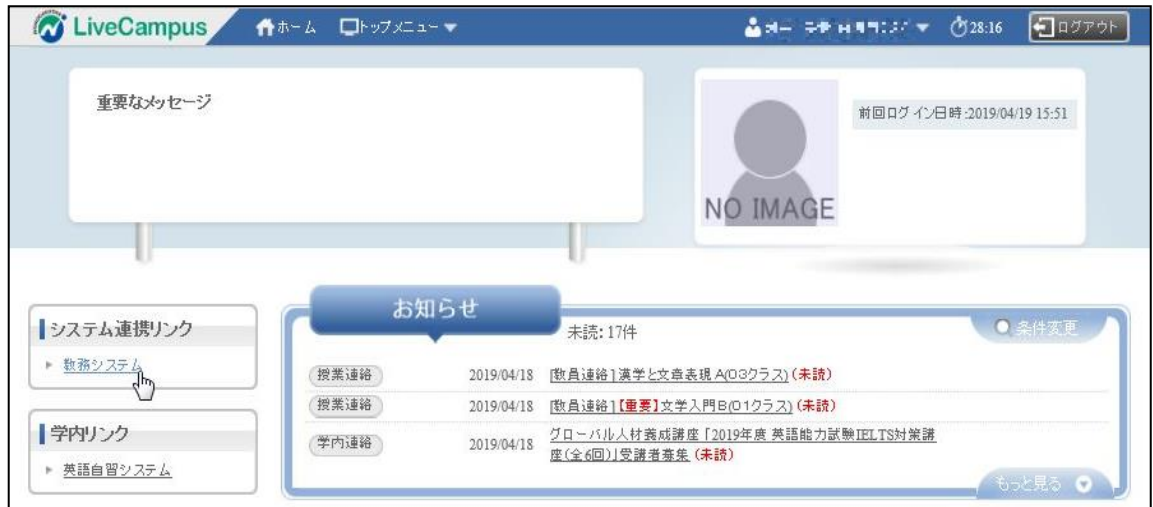 LiveCampus ホーム トップメニュー 28:16 ログアウト
重要なメッセージ
前回ログイン日時:2019/04/19 15:51
NO IMAGE
お知らせ
システム連携リンク
未読: 17件
条件変更
教務システム
授業連絡 2019/04/18 [教員連絡]漢学と文章表現A(03クラス)(未読)
授業連絡 2019/04/18 [教員連絡]【重要】文学入門B(01クラス)(未読)
学内リンク
学内連絡 2019/04/18 グローバル人材養成講座「2019年度 英語能力試験IELTS対策講
座(全6回)」受講者募集 (未読)
英語自習システム
もっと見る